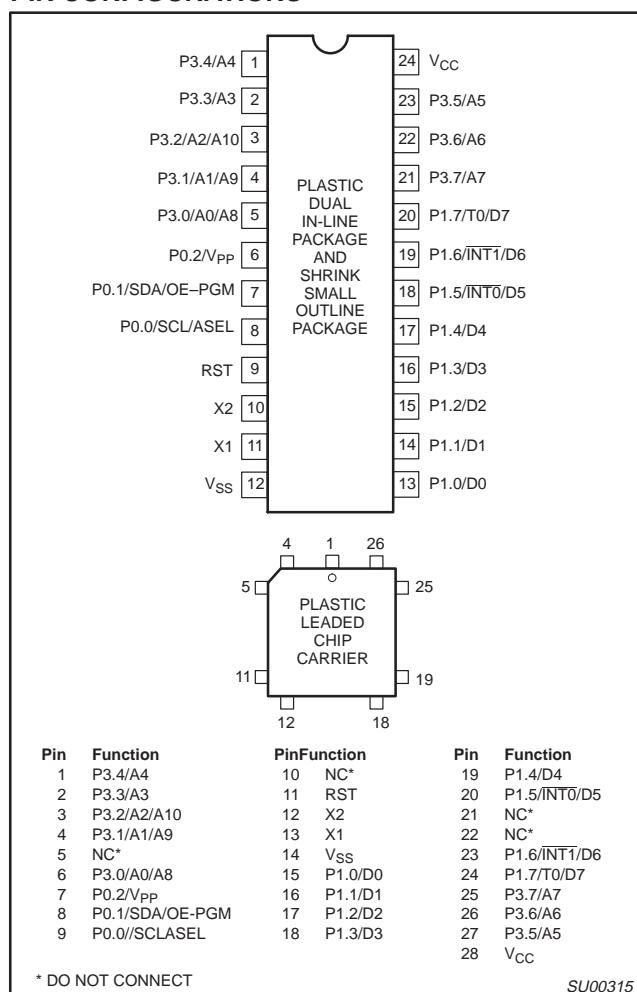 P3.4/A4 1 24 VCC
P3.3/A3 2 23 P3.5/A5
P3.2/A2/A10 3 22 P3.6/A6
P3.1/A1/A9 4 21 P3.7/A7
P3.0/A0/A8 5 20 P1.7/T0/D7
P0.2/VPP 6 19 P1.6/INT1/D6
P0.1/SDA/OE–PGM 7 18 P1.5/INT0/D5
P0.0/SCL/ASEL 8 17 P1.4/D4
RST 9 16 P1.3/D3
X2 10 15 P1.2/D2
X1 11 14 P1.1/D1
VSS 12 13 P1.0/D0
PLASTIC
DUAL
IN-LINE
PACKAGE
AND
SHRINK
SMALL
OUTLINE
PACKAGE
4 1 26
5 25
PLASTIC
LEADED
CHIP
CARRIER
11 19
12 18
Pin Function
1 P3.4/A4
2 P3.3/A3
3 P3.2/A2/A10
4 P3.1/A1/A9
5 NC*
6 P3.0/A0/A8
7 P0.2/VPP
8 P0.1/SDA/OE-PGM
9 P0.0//SCLASEL
PinFunction
10 NC*
11 RST
12 X2
13 X1
14 VSS
15 P1.0/D0
16 P1.1/D1
17 P1.2/D2
18 P1.3/D3
Pin Function
19 P1.4/D4
20 P1.5/INT0/D5
21 NC*
22 NC*
23 P1.6/INT1/D6
24 P1.7/T0/D7
25 P3.7/A7
26 P3.6/A6
27 P3.5/A5
28 VCC
* DO NOT CONNECT
SU00315